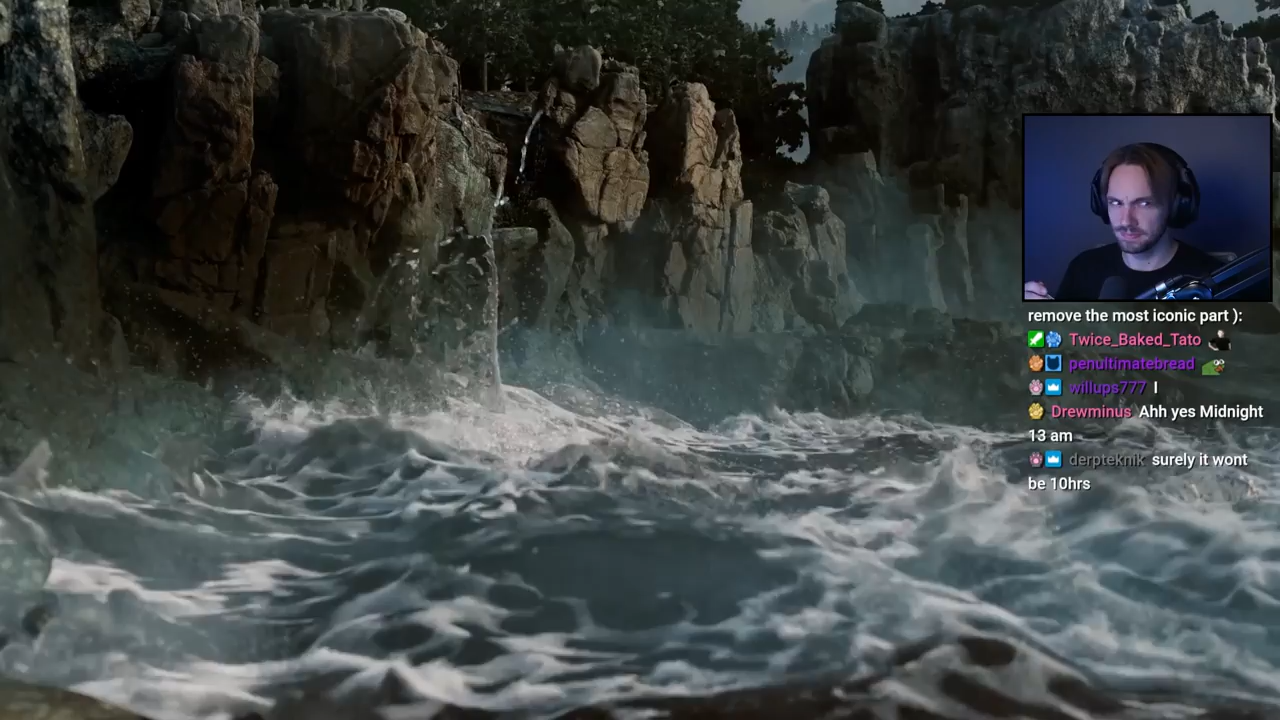 remove the most iconic part ):
Twice_Baked_Tato
penultimatebread
willups777 I
Drewminus Ahh yes Midnight
13 am
derpteknik surely it wont
be 10hrs